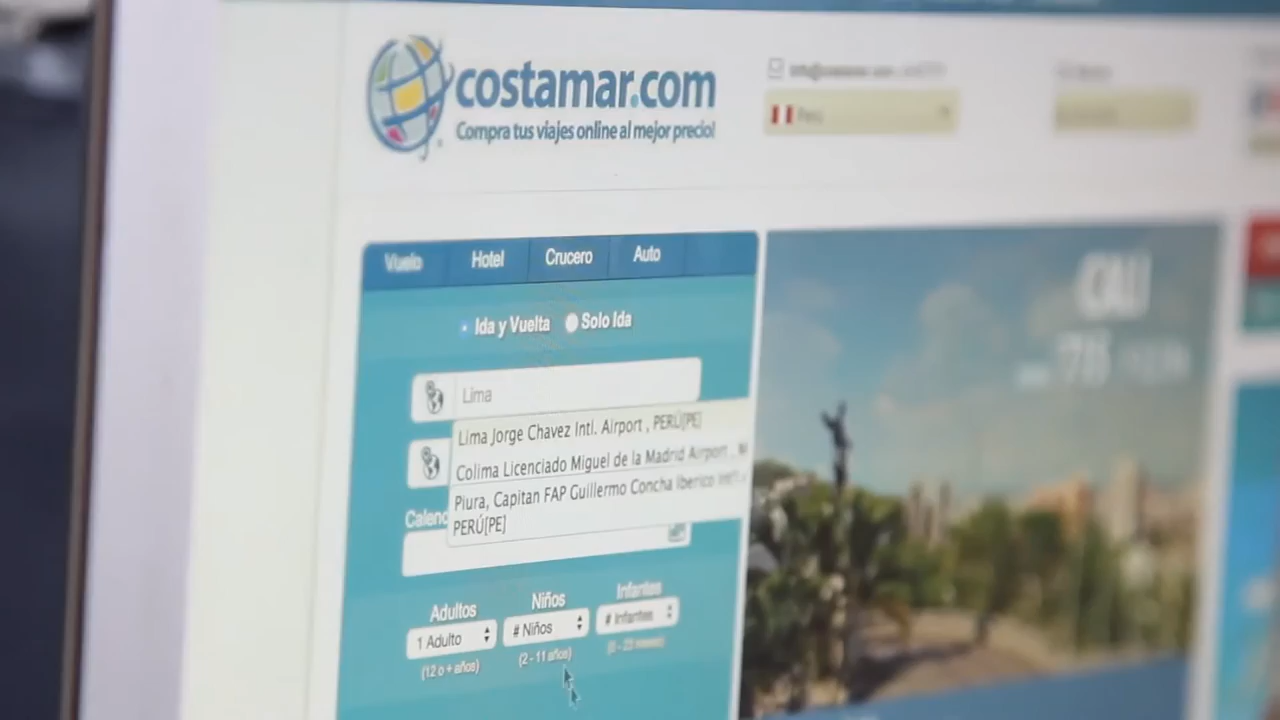 costamar.com
Compra tus viajes online al mejor precio!
Perú
Vuelo Hotel Crucero Auto
Ida y Vuelta Solo Ida
Lima
Lima Jorge Chavez Intl. Airport , PERÚ[PE]
Colima Licenciado Miguel de la Madrid Airport ,
Piura, Capitan FAP Guillermo Concha Iberico
PERÚ[PE]
Calend
Adultos Niños Infantes
1 Adulto # Niños # Infantes
(12 o + años) (2 - 11 años)
CALI